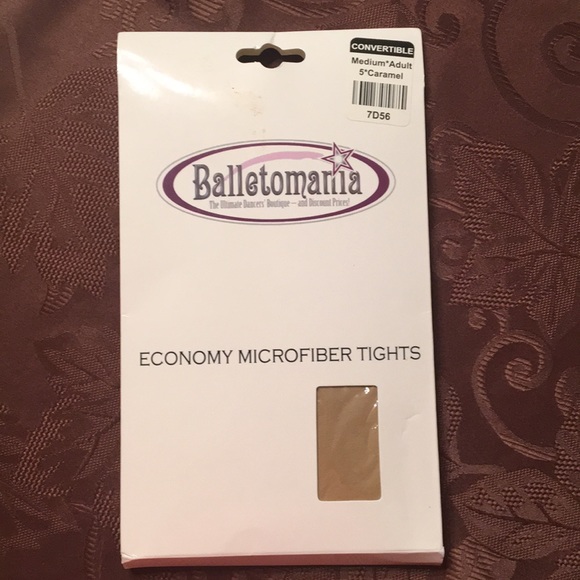 CONVERTIBLE
Medium*Adult
5*Caramel
7D56
Balletomania
The Ultimate Dancers' Boutique — and Discount Prices!
ECONOMY MICROFIBER TIGHTS